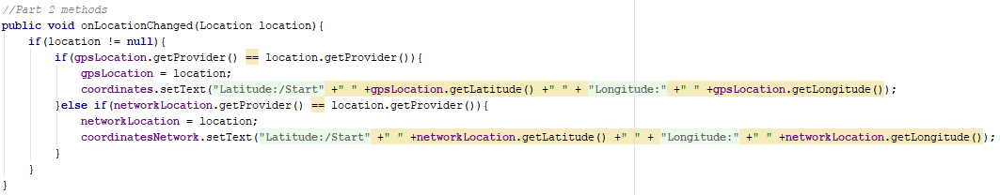 //Part 2 methods
public void onLocationChanged(Location location){
if(location != null){
if(gpsLocation.getProvider() == location.getProvider()){
gpsLocation = location;
coordinates.setText("Latitude:/Start" +" " +gpsLocation.getLatitude() +" " + "Longitude:" +" " +gpsLocation.getLongitude());
}else if(networkLocation.getProvider() == location.getProvider()){
networkLocation = location;
coordinatesNetwork.setText("Latitude:/Start" +" " +networkLocation.getLatitude() +" " + "Longitude:" +" " +networkLocation.getLongitude());
}
}
}